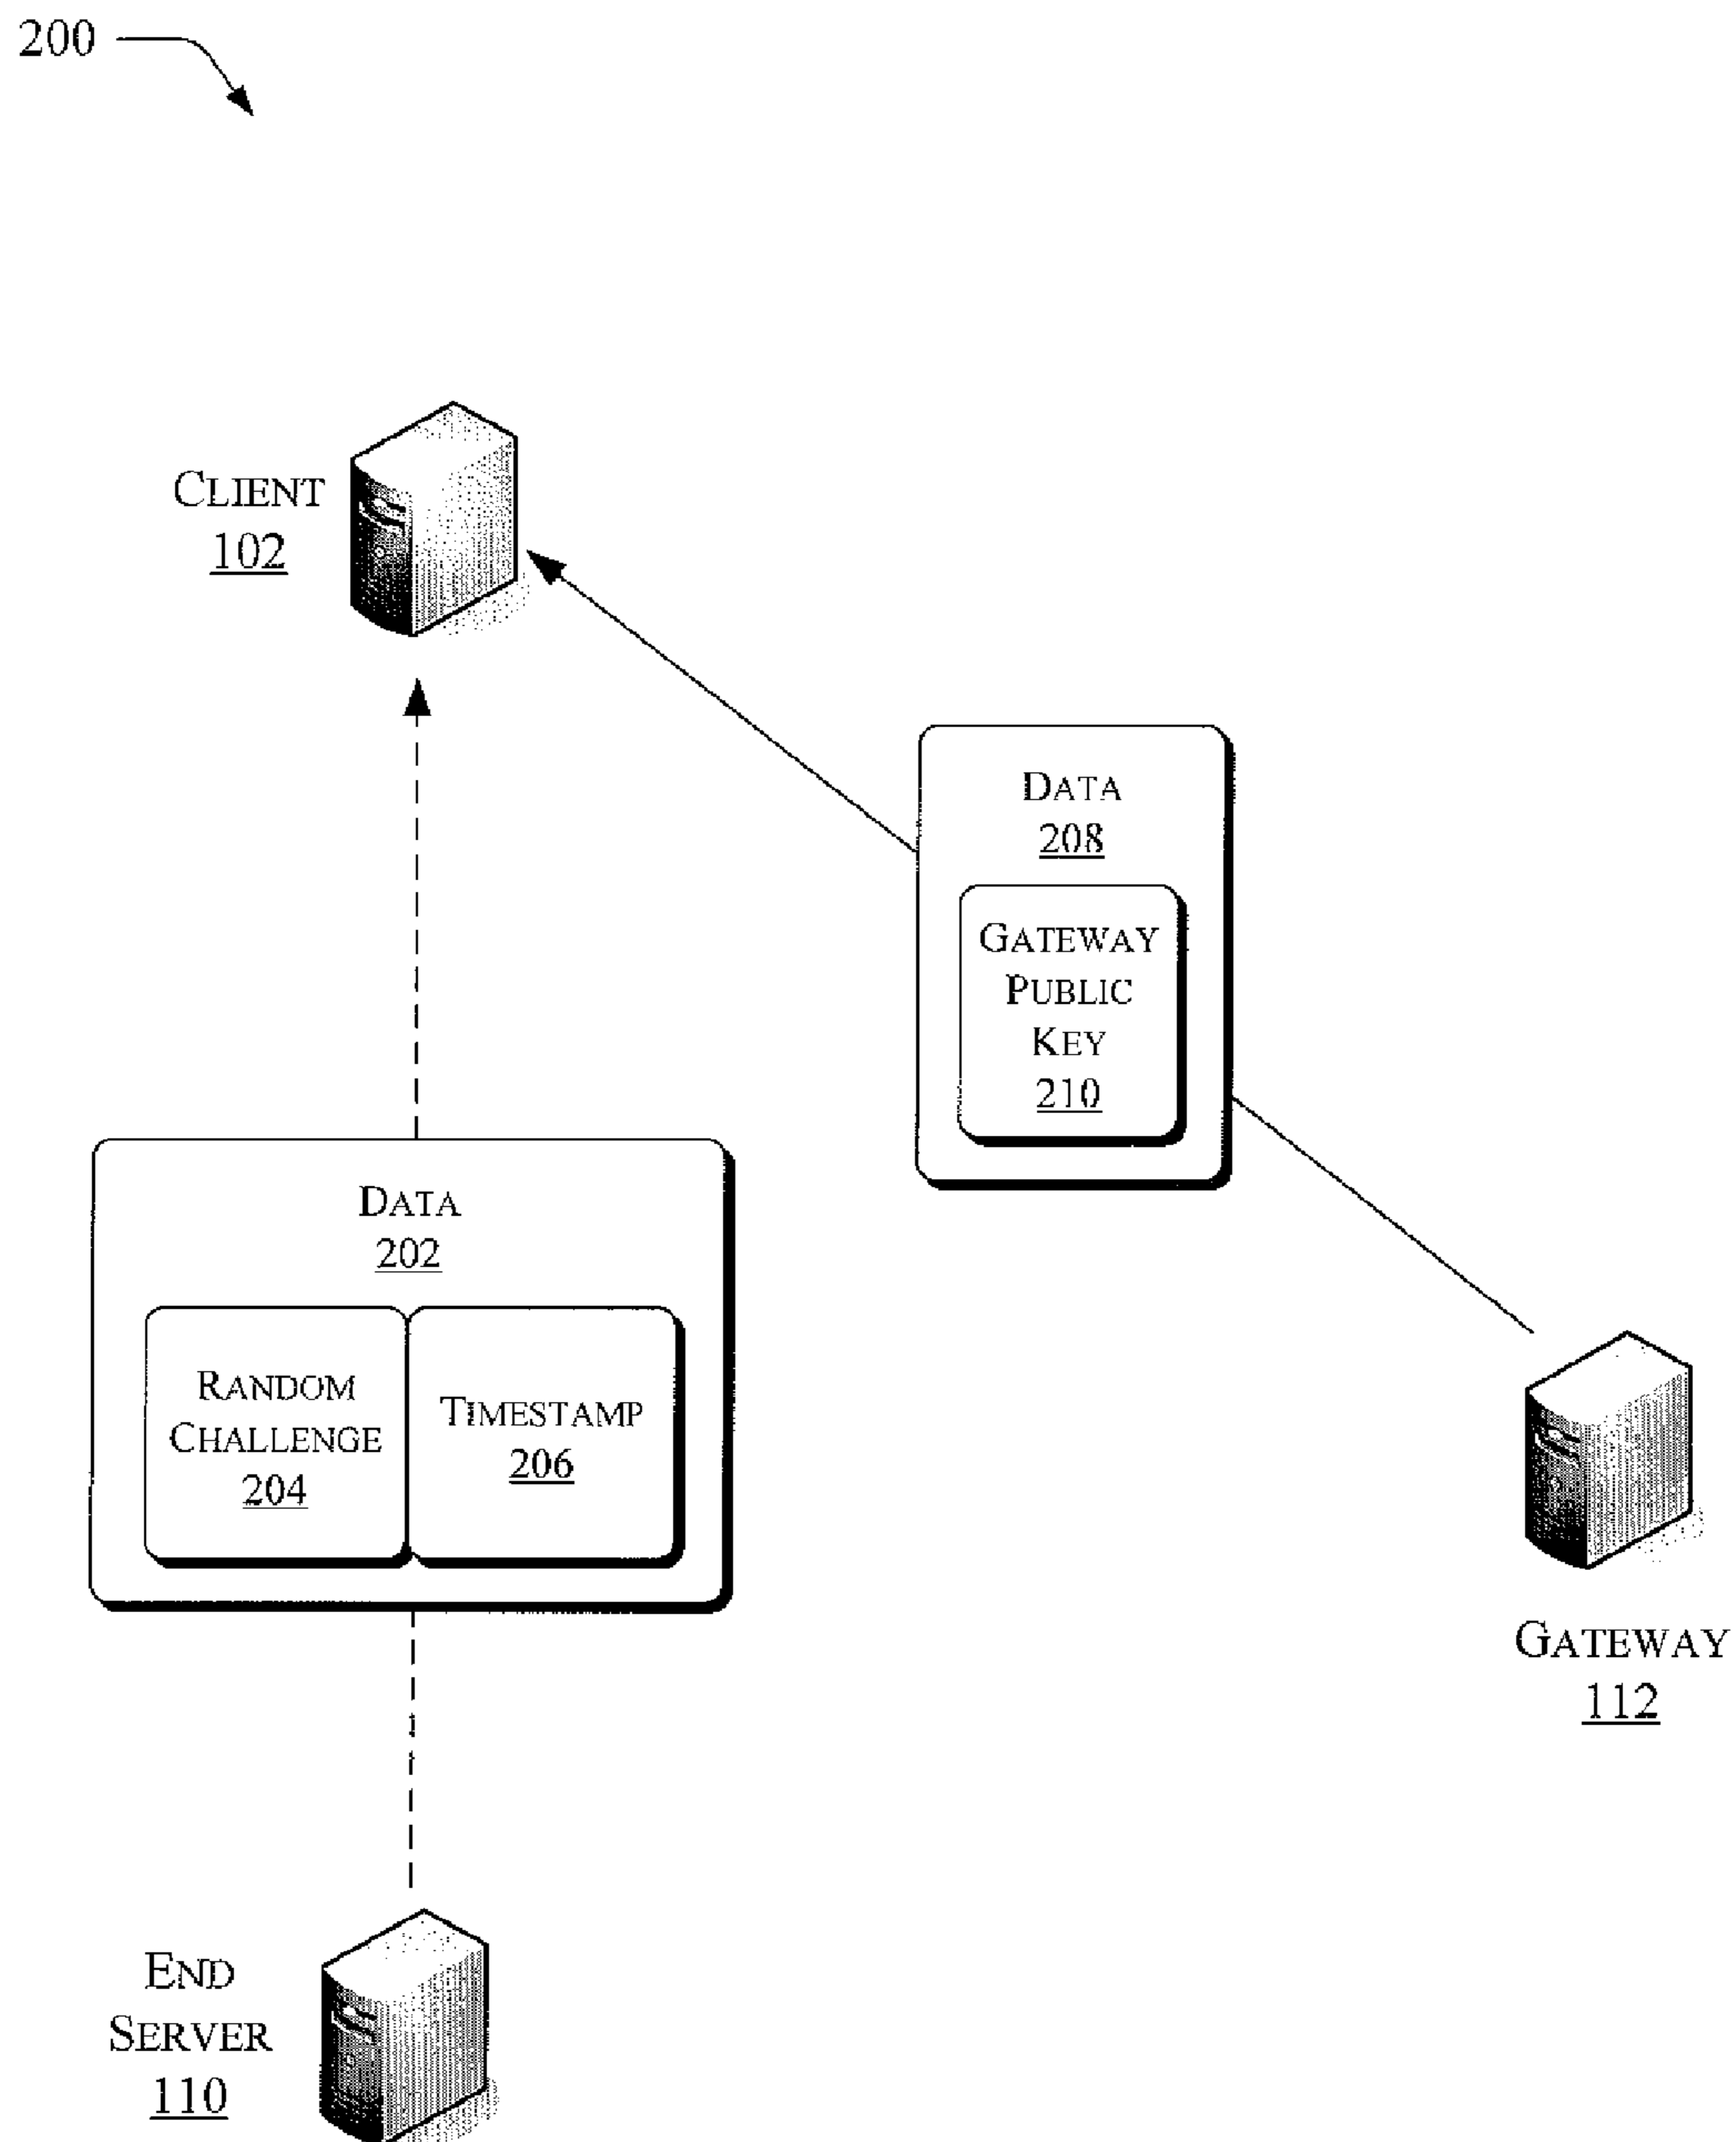 200
CLIENT
102
DATA
208
GATEWAY
PUBLIC
KEY
210
DATA
202
RANDOM
CHALLENGE
204
TIMESTAMP
206
GATEWAY
112
END
SERVER
110